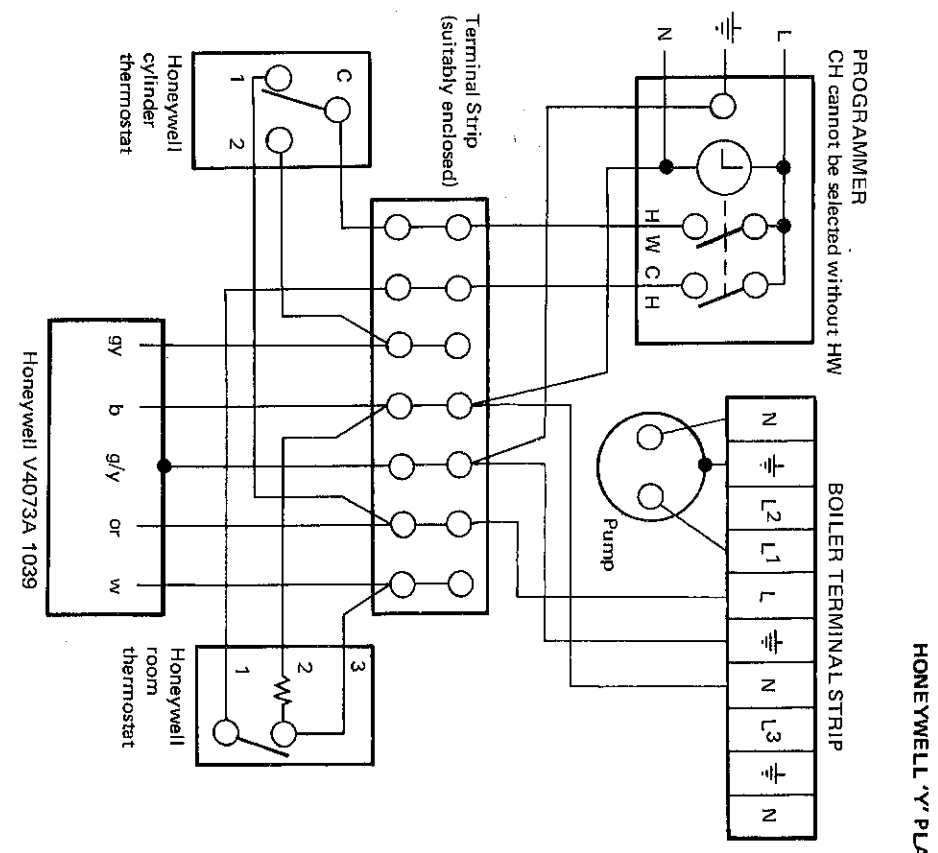 HONEYWELL 'Y' PLA
PROGRAMMER
CH cannot be selected without HW
L
N
H W C H
BOILER TERMINAL STRIP
N
L2
L1
L
N
L3
N
Pump
Terminal Strip
(suitably enclosed)
C
1
2
Honeywell
cylinder
thermostat
gy
b
g/y
or
w
Honeywell V4073A 1039
3
2
1
Honeywell
room
thermostat